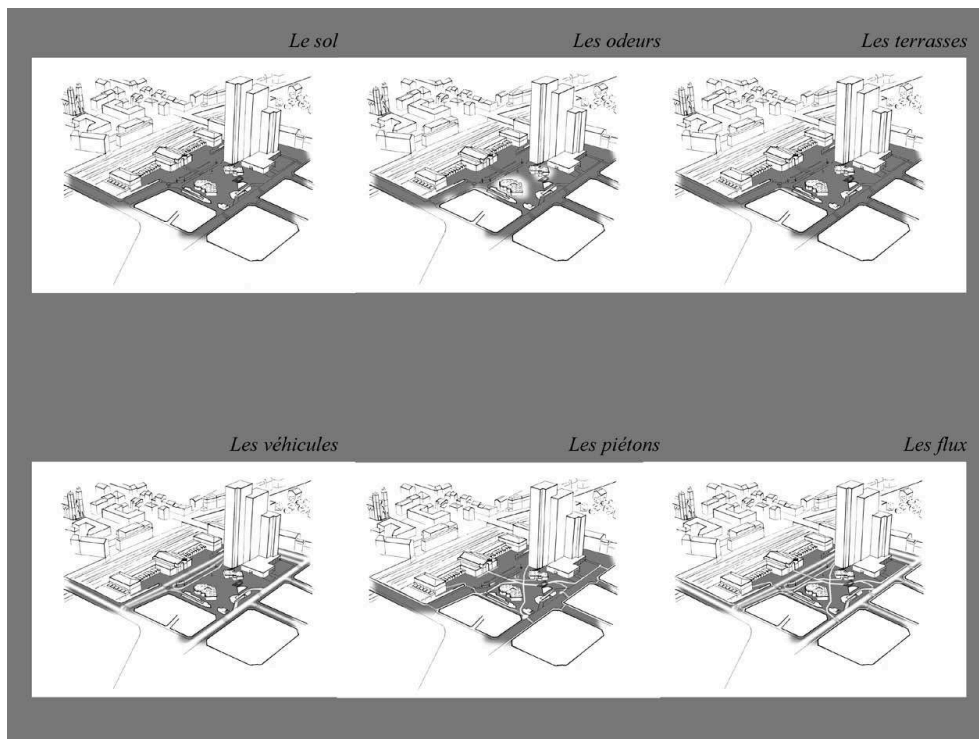 Le sol
Les odeurs
Les terrasses
Les véhicules
Les piétons
Les flux